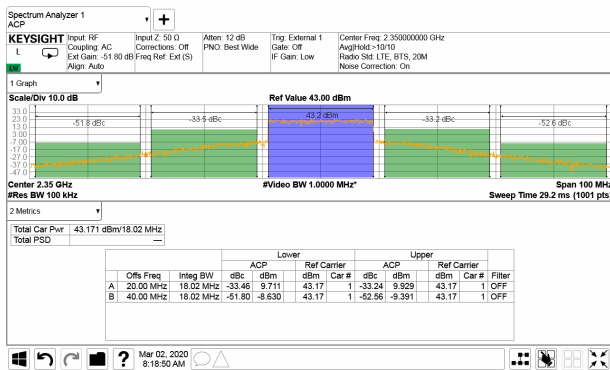 Spectrum Analyzer 1
ACP
KEYSIGHT
L
LXI
Input: RF
Coupling: AC
Ext Gain: -51.80 dB
Align: Auto
Input Z: 50 Ω
Corrections: Off
Freq Ref: Ext (S)
Atten: 12 dB
PNO: Best Wide
Trig: External 1
Gate: Off
IF Gain: Low
Center Freq: 2.350000000 GHz
Avg|Hold:>10/10
Radio Std: LTE, BTS, 20M
Noise Correction: On
1 Graph
Scale/Div 10.0 dB
Ref Value 43.00 dBm
33.0
23.0
13.0
3.00
-7.00
-17.0
-27.0
-37.0
-47.0
-51.8 dBc
-33.5 dBc
43.2 dBm
-33.2 dBc
-52.6 dBc
Center 2.35 GHz
#Video BW 1.0000 MHz*
Span 100 MHz
#Res BW 100 kHz
Sweep Time 29.2 ms (1001 pts)
2 Metrics
Total Car Pwr 43.171 dBm/18.02 MHz
Total PSD ---
Lower Upper
ACP Ref Carrier ACP Ref Carrier
Offs Freq Integ BW dBc dBm dBm Car # dBc dBm dBm Car # Filter
A 20.00 MHz 18.02 MHz -33.46 9.711 43.17 1 -33.24 9.929 43.17 1 OFF
B 40.00 MHz 18.02 MHz -51.80 -8.630 43.17 1 -52.56 -9.391 43.17 1 OFF
?
Mar 02, 2020
8:18:50 AM